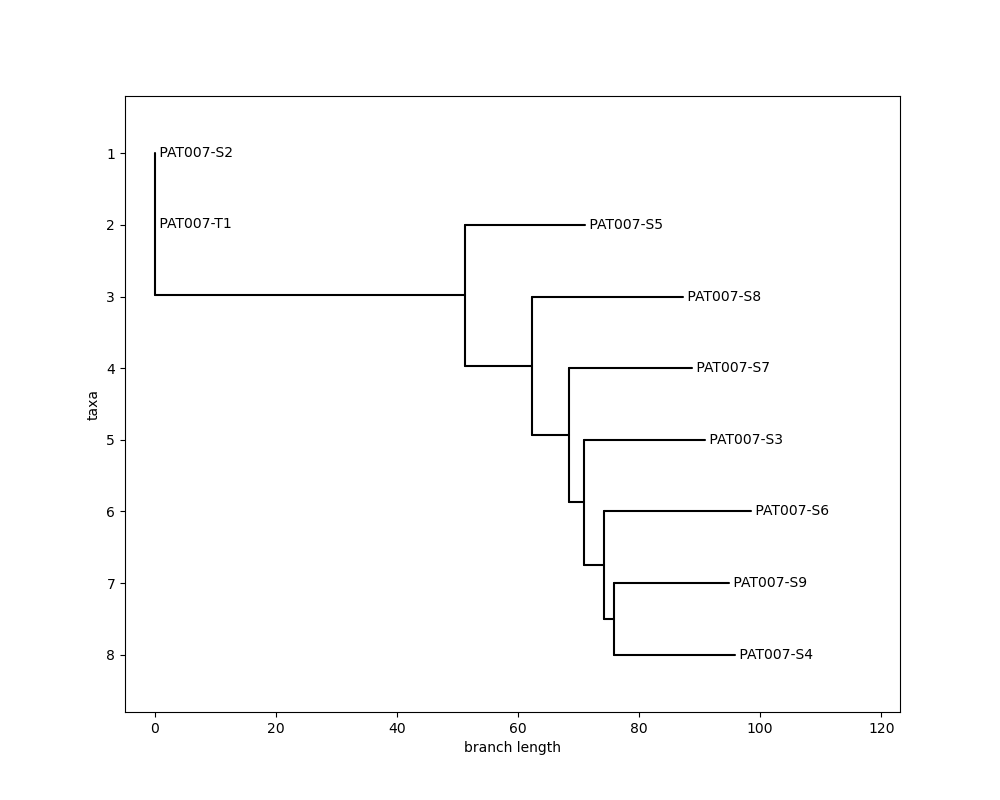 1
PAT007-S2
2
PAT007-T1
PAT007-S5
3
PAT007-S8
4
PAT007-S7
taxa
5
PAT007-S3
6
PAT007-S6
7
PAT007-S9
8
PAT007-S4
0 20 40 60 80 100 120
branch length